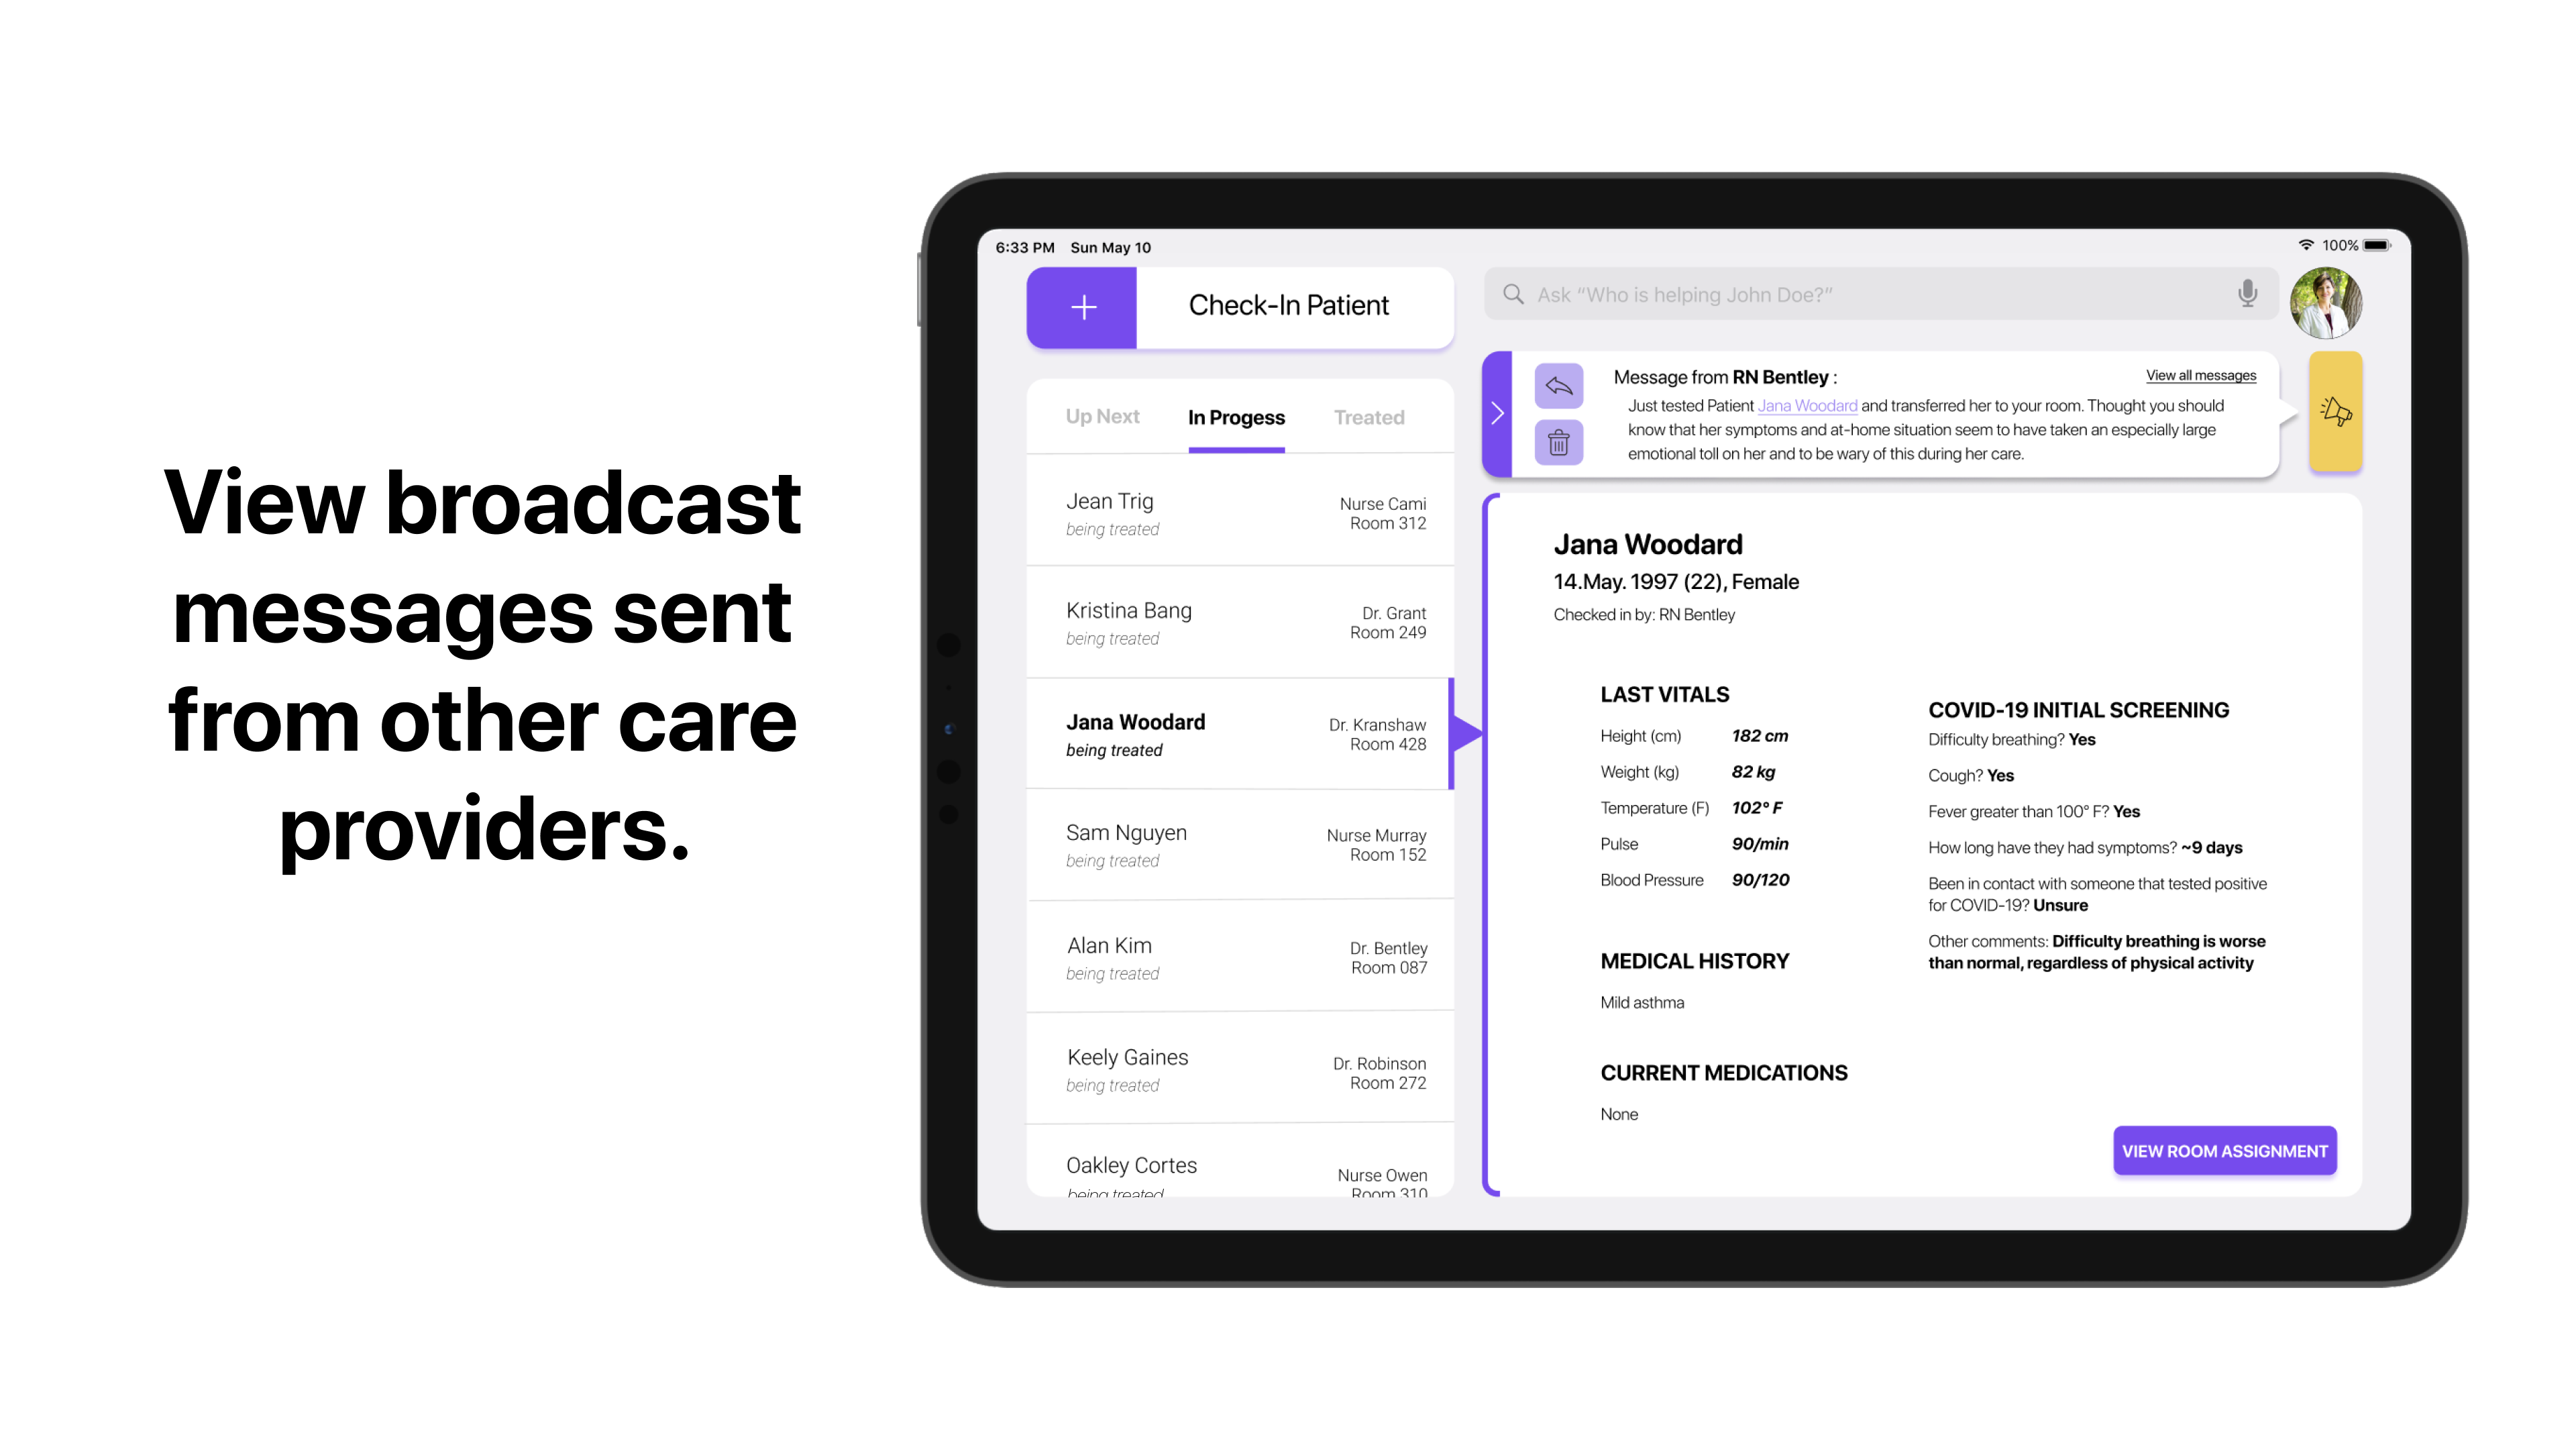 View broadcast
messages sent
from other care
providers.
6:33 PM Sun May 10
100%
+ Check-In Patient
Ask “Who is helping John Doe?”
Up Next In Progess Treated
Jean Trig
being treated
Nurse Cami
Room 312
Kristina Bang
being treated
Dr. Grant
Room 249
Jana Woodard
being treated
Dr. Kranshaw
Room 428
Sam Nguyen
being treated
Nurse Murray
Room 152
Alan Kim
being treated
Dr. Bentley
Room 087
Keely Gaines
being treated
Dr. Robinson
Room 272
Oakley Cortes
being treated
Nurse Owen
Room 310
Message from RN Bentley :
View all messages
Just tested Patient Jana Woodard and transferred her to your room. Thought you should
know that her symptoms and at-home situation seem to have taken an especially large
emotional toll on her and to be wary of this during her care.
Jana Woodard
14.May. 1997 (22), Female
Checked in by: RN Bentley
LAST VITALS
Height (cm) 182 cm
Weight (kg) 82 kg
Temperature (F) 102° F
Pulse 90/min
Blood Pressure 90/120
MEDICAL HISTORY
Mild asthma
CURRENT MEDICATIONS
None
COVID-19 INITIAL SCREENING
Difficulty breathing? Yes
Cough? Yes
Fever greater than 100° F? Yes
How long have they had symptoms? ~9 days
Been in contact with someone that tested positive
for COVID-19? Unsure
Other comments: Difficulty breathing is worse
than normal, regardless of physical activity
VIEW ROOM ASSIGNMENT